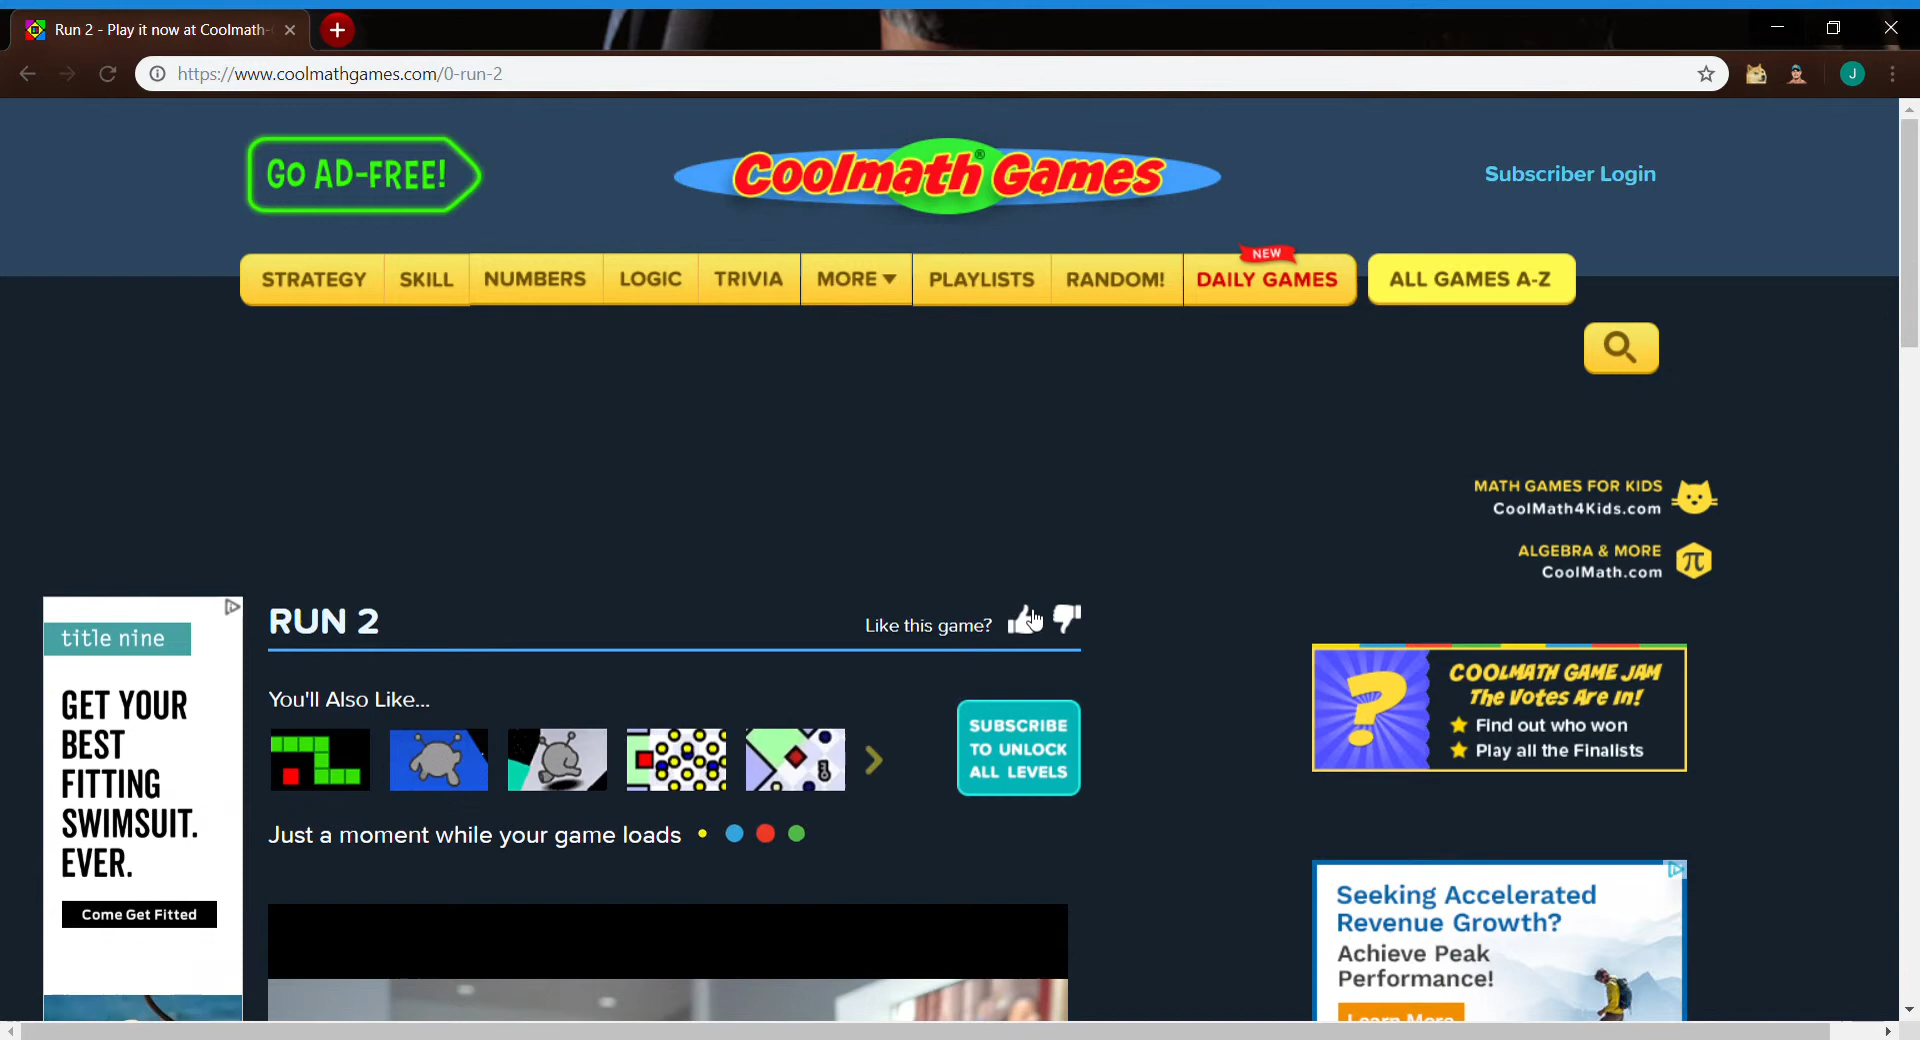 Run 2 - Play it now at Coolmath-
https://www.coolmathgames.com/0-run-2
J
GO AD-FREE!
Coolmath Games®
Subscriber Login
STRATEGY
SKILL
NUMBERS
LOGIC
TRIVIA
MORE
PLAYLISTS
RANDOM!
NEW
DAILY GAMES
ALL GAMES A-Z
MATH GAMES FOR KIDS
CoolMath4Kids.com
ALGEBRA & MORE
CoolMath.com
π
title nine
GET YOUR
BEST
FITTING
SWIMSUIT.
EVER.
Come Get Fitted
RUN 2
Like this game?
You'll Also Like...
SUBSCRIBE
TO UNLOCK
ALL LEVELS
Just a moment while your game loads
?
COOLMATH GAME JAM
The Votes Are In!
Find out who won
Play all the Finalists
Seeking Accelerated
Revenue Growth?
Achieve Peak
Performance!
Learn More